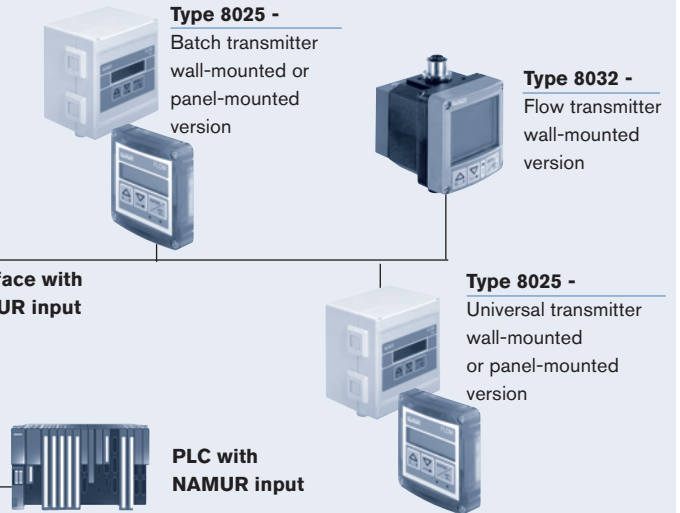 Type 8025 -
Batch transmitter
wall-mounted or
panel-mounted
version
Type 8032 -
Flow transmitter
wall-mounted
version
face with
UR input
Type 8025 -
Universal transmitter
wall-mounted
or panel-mounted
version
PLC with
NAMUR input
FLOW